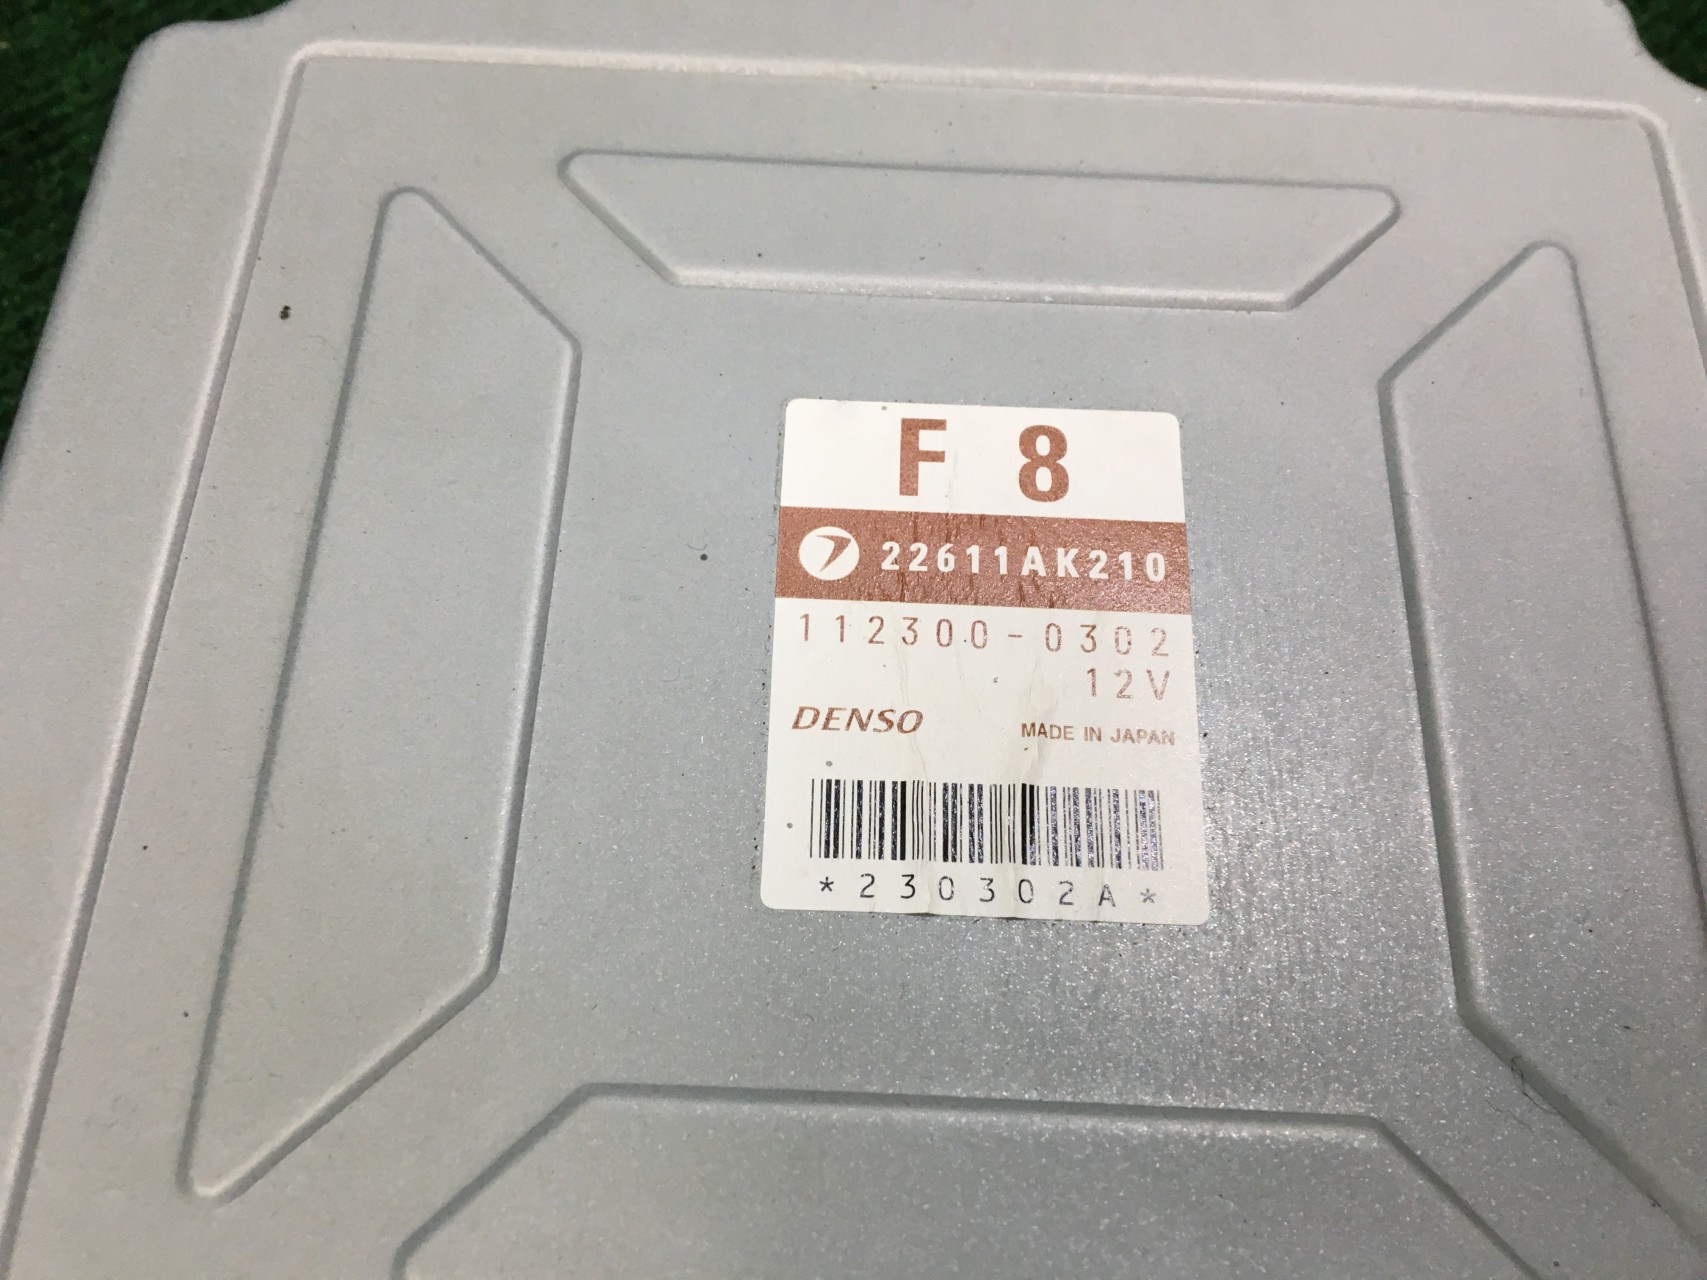 F 8
22611AK210
112300-0302
12V
DENSO MADE IN JAPAN
*230302A*